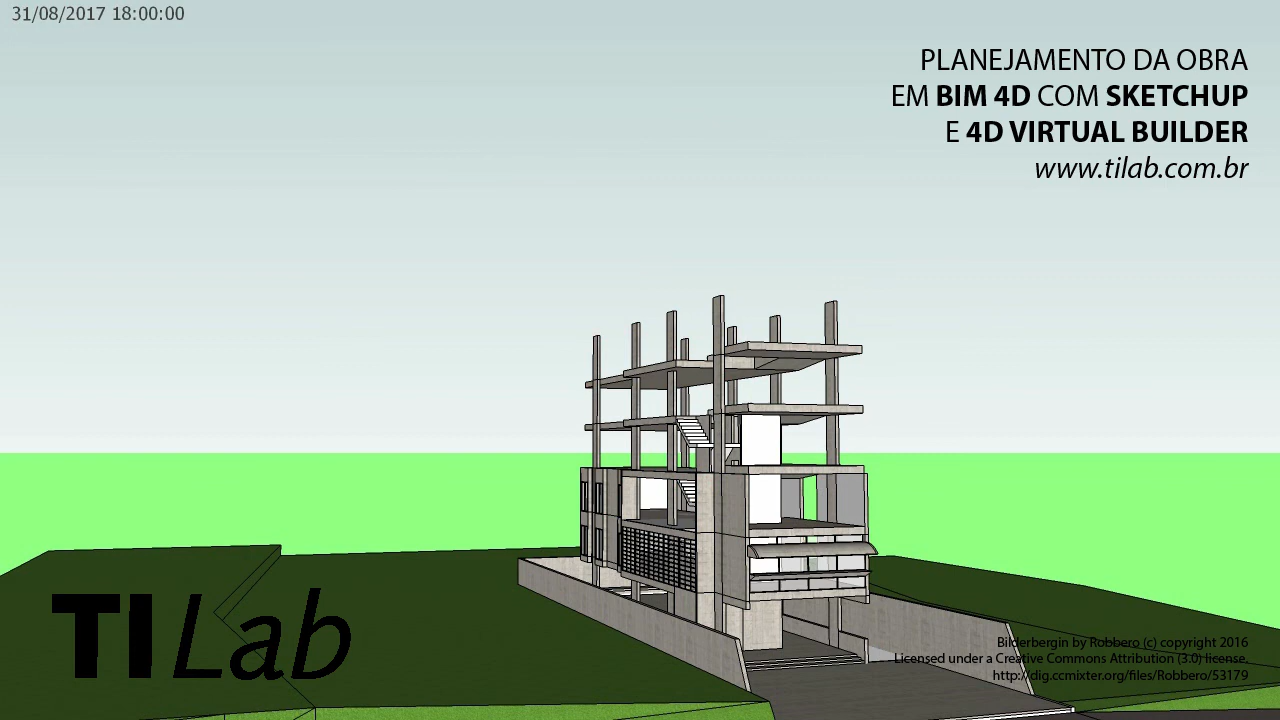 31/08/2017 18:00:00
PLANEJAMENTO DA OBRA
EM BIM 4D COM SKETCHUP
E 4D VIRTUAL BUILDER
www.tilab.com.br
TILab
Bilderbergin by Robbero (c) copyright 2016
Licensed under a Creative Commons Attribution (3.0) license.
http://dig.ccmixter.org/files/Robbero/53179